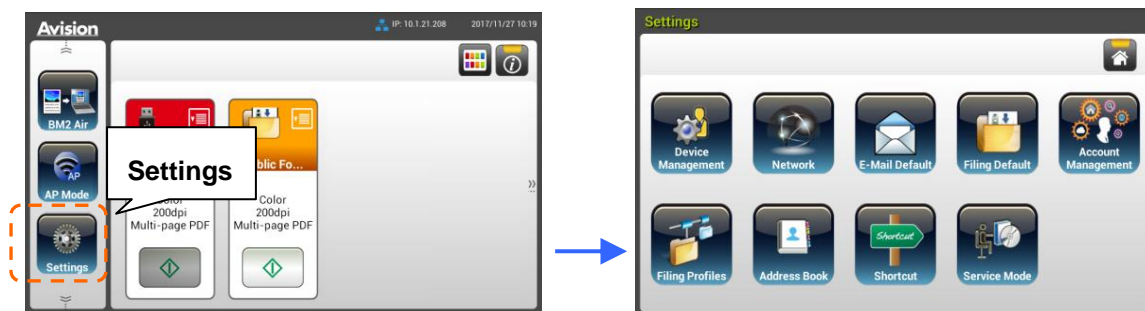 Avision
IP: 10.1.21.208
2017/11/27 10:19
BM2 Air
AP
AP Mode
Settings
Settings
blic Fo...
Color
200dpi
Multi-page PDF
Color
200dpi
Multi-page PDF
Settings
Device
Management
Network
E-Mail Default
Filing Default
Account
Management
Filing Profiles
Address Book
Shortcut
Shortcut
Service Mode